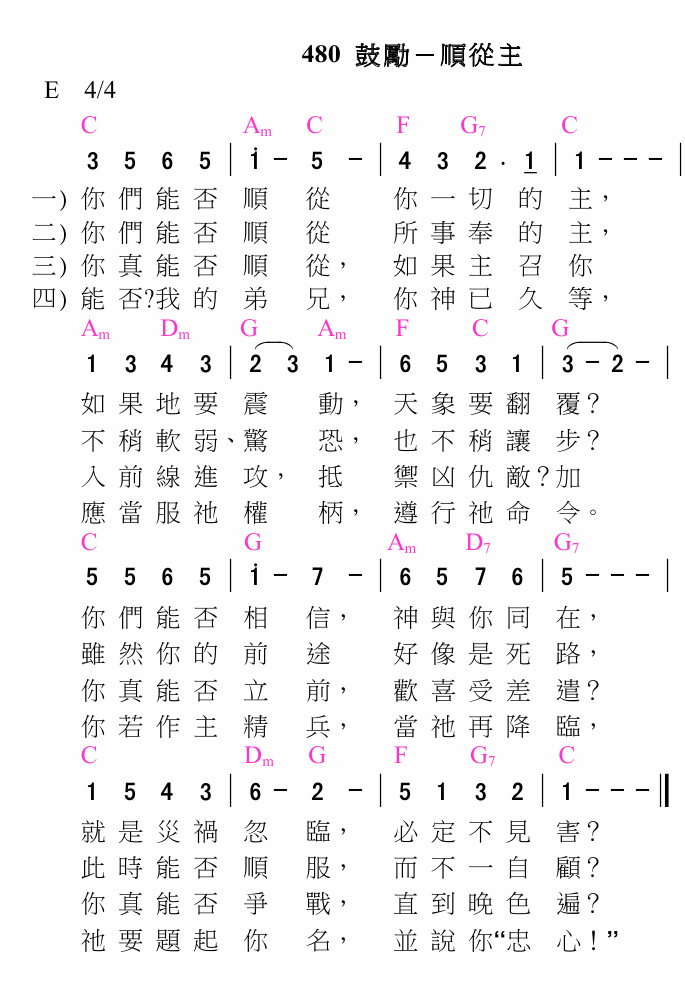 480 鼓勵－順從主
E 4/4
C Am C F G7 C
3 5 6 5 | i － 5 － | 4 3 2 . 1 | 1 － － － |
一) 你們能否順從 你一切的主，
二) 你們能否順從 所事奉的主，
三) 你真能否順從， 如果主召你
四) 能否?我的弟兄， 你神已久等，
Am Dm G Am F C G
1 3 4 3 | 2 3 1 － | 6 5 3 1 | 3 － 2 － |
如果地要震動， 天象要翻覆？
不稍軟弱、驚恐， 也不稍讓步？
入前線進攻， 抵禦凶仇敵？加
應當服祂權柄， 遵行祂命令。
C G Am D7 G7
5 5 6 5 | i － 7 － | 6 5 7 6 | 5 － － － |
你們能否相信， 神與你同在，
雖然你的前途 好像是死路，
你真能否立前， 歡喜受差遣？
你若作主精兵， 當祂再降臨，
C Dm G F G7 C
1 5 4 3 | 6 － 2 － | 5 1 3 2 | 1 － － － ‖
就是災禍忽臨， 必定不見害？
此時能否順服， 而不一自顧？
你真能否爭戰， 直到晚色遍？
祂要題起你名， 並說你“忠心！”